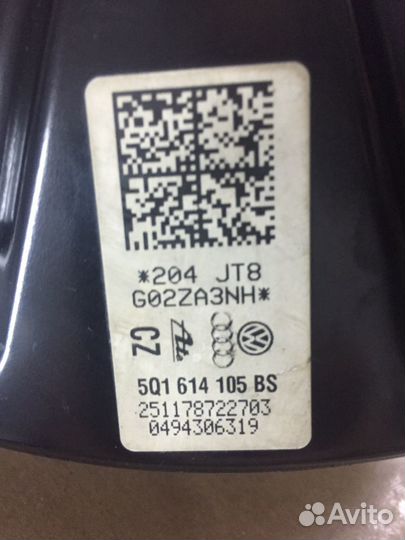 *204 JT8
G02ZA3NH*
CZ
5Q1 614 105 BS
251178722703
0494306319
Avito